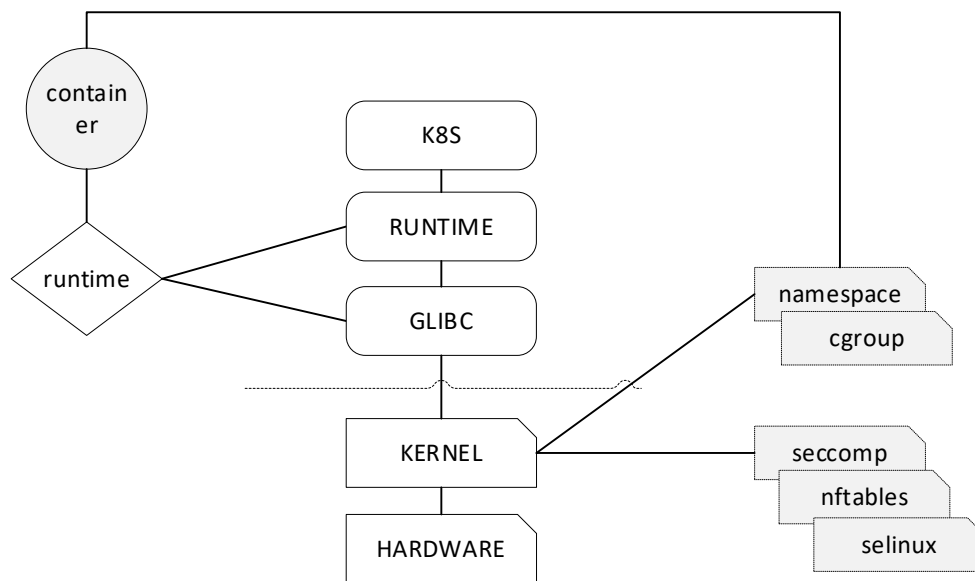 contain
er
K8S
RUNTIME
runtime
GLIBC
namespace
cgroup
KERNEL
seccomp
nftables
selinux
HARDWARE